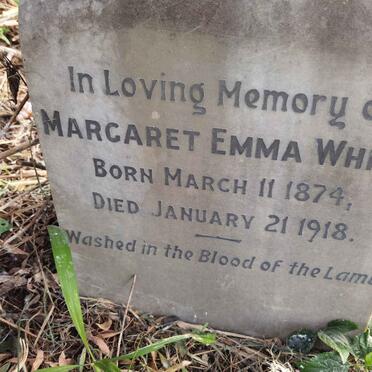 In Loving Memory
MARGARET EMMA
BORN MARCH 11 1874,
DIED JANUARY 21 1918.
Washed in the Blood of the Lamb